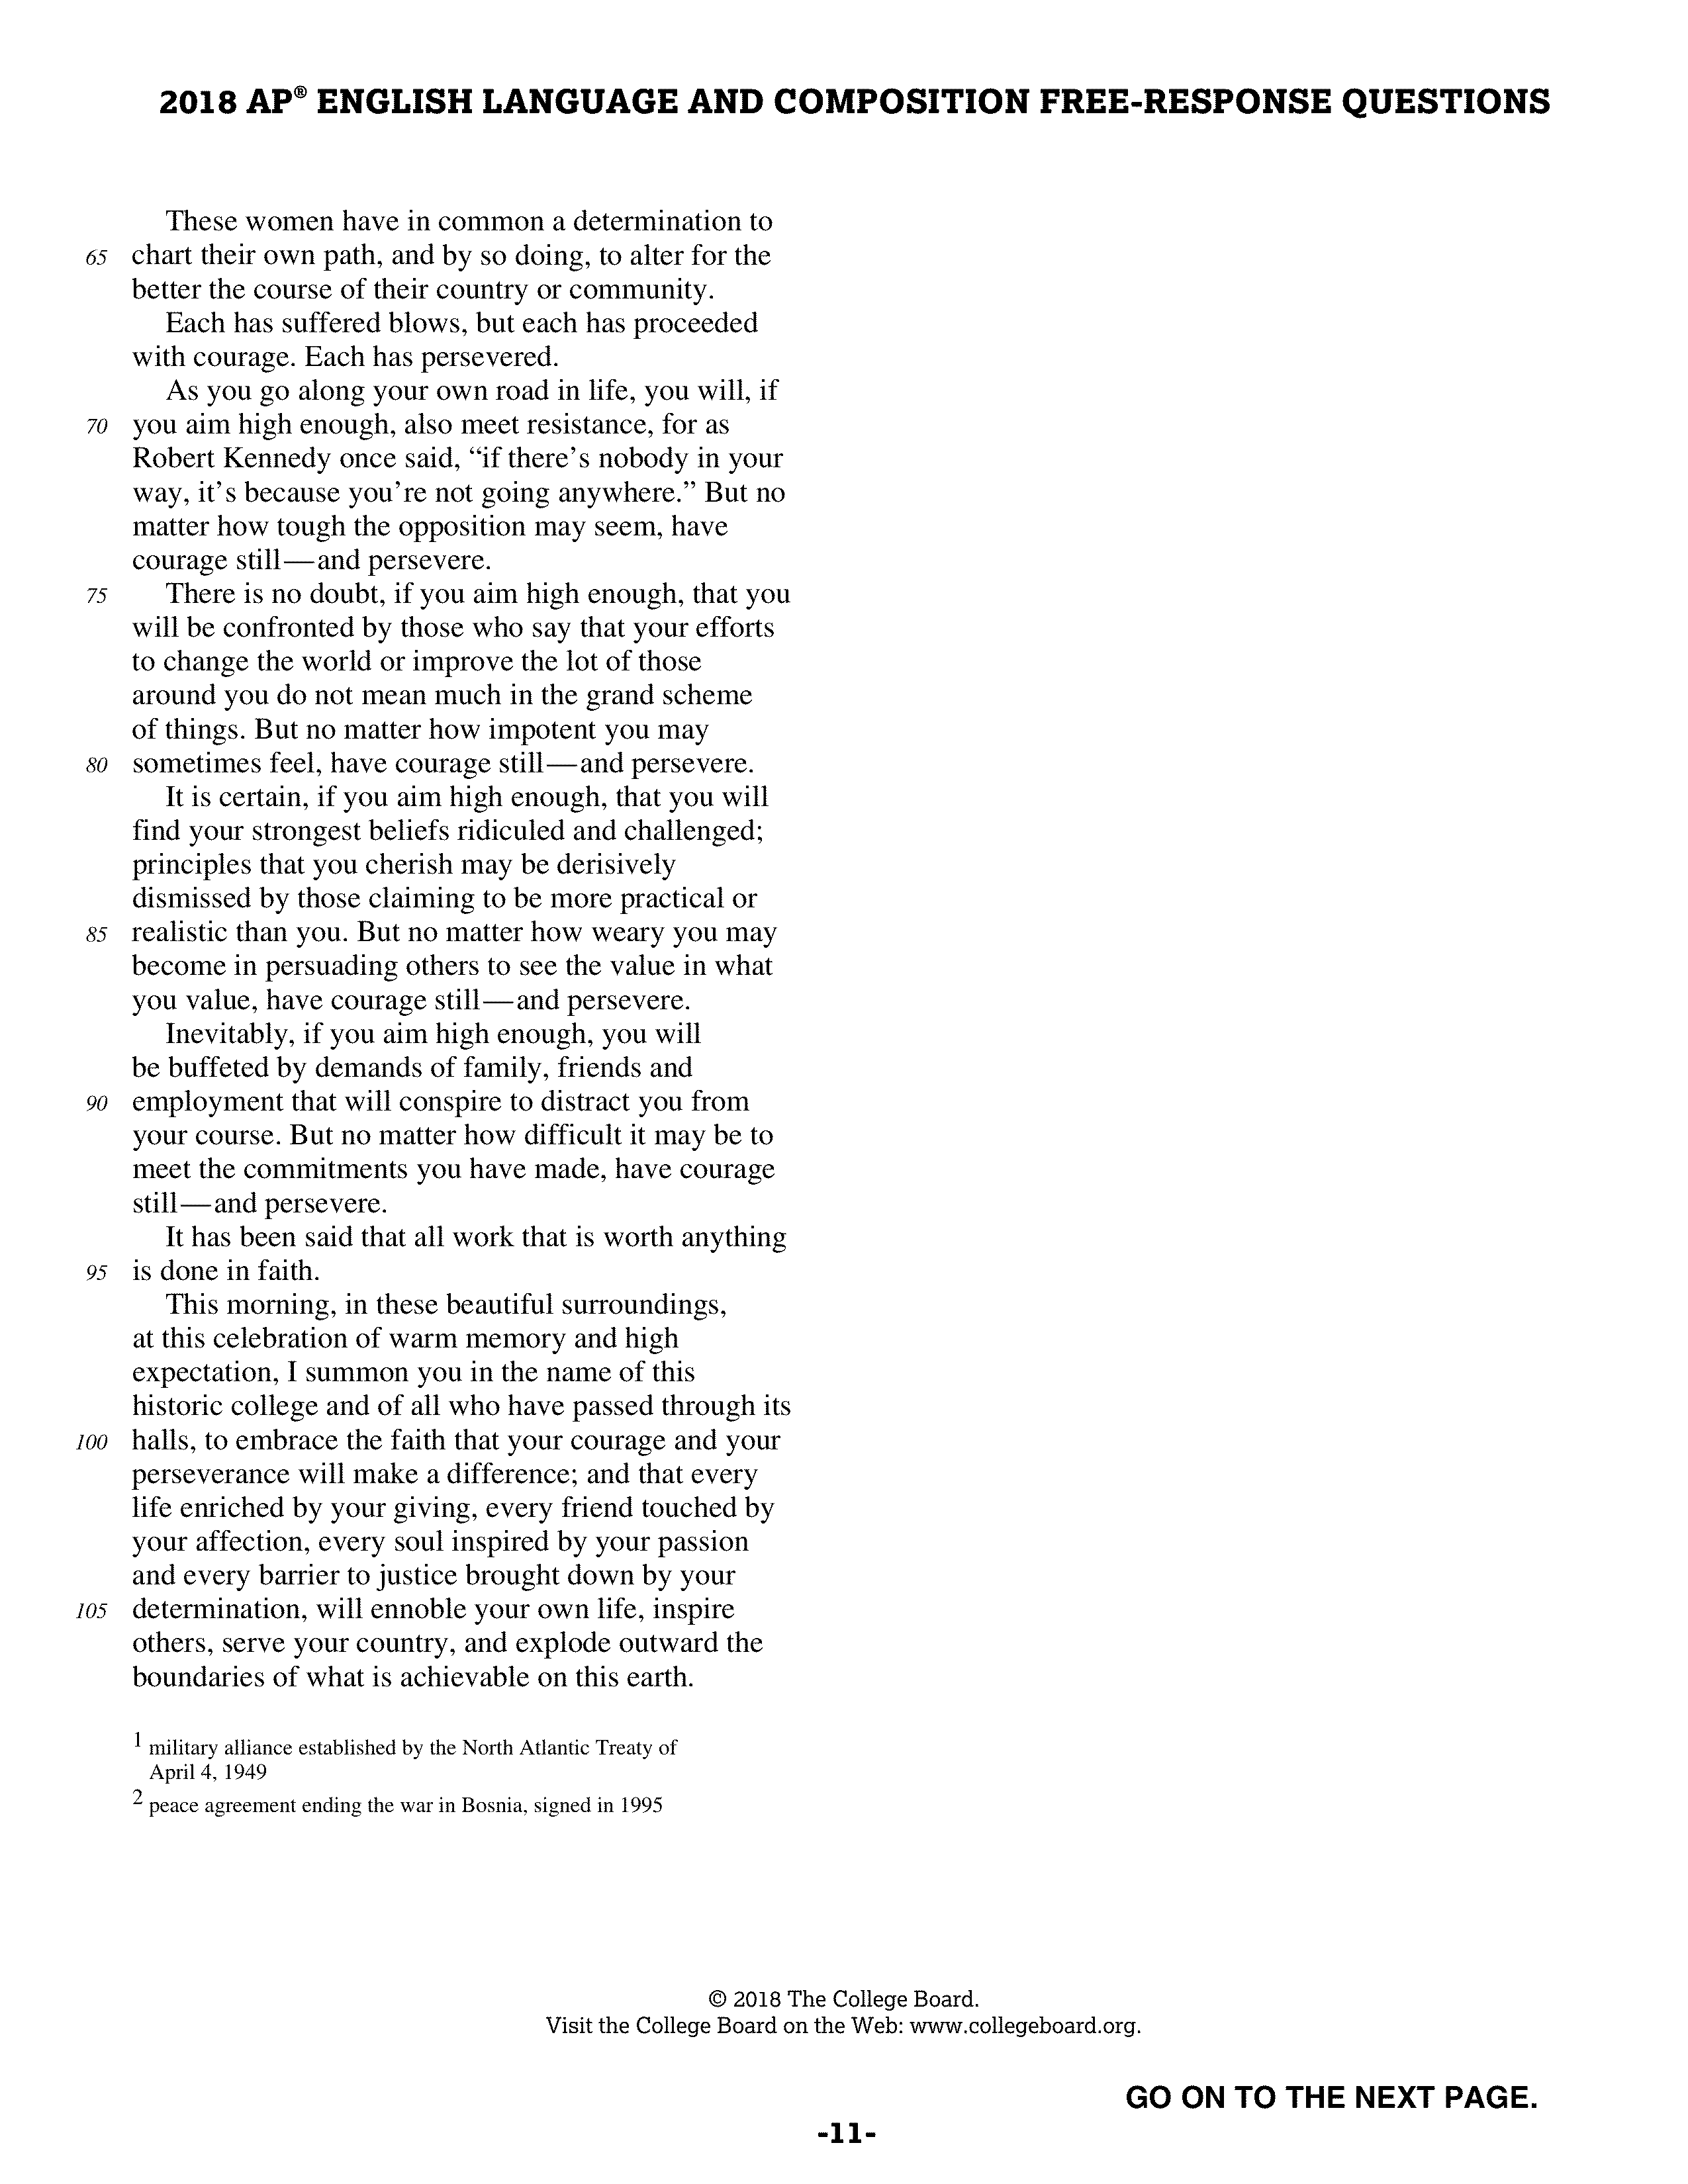 2018 AP® ENGLISH LANGUAGE AND COMPOSITION FREE-RESPONSE QUESTIONS
These women have in common a determination to
65 chart their own path, and by so doing, to alter for the
better the course of their country or community.
Each has suffered blows, but each has proceeded
with courage. Each has persevered.
As you go along your own road in life, you will, if
70 you aim high enough, also meet resistance, for as
Robert Kennedy once said, “if there’s nobody in your
way, it’s because you’re not going anywhere.” But no
matter how tough the opposition may seem, have
courage still—and persevere.
75 There is no doubt, if you aim high enough, that you
will be confronted by those who say that your efforts
to change the world or improve the lot of those
around you do not mean much in the grand scheme
of things. But no matter how impotent you may
80 sometimes feel, have courage still—and persevere.
It is certain, if you aim high enough, that you will
find your strongest beliefs ridiculed and challenged;
principles that you cherish may be derisively
dismissed by those claiming to be more practical or
85 realistic than you. But no matter how weary you may
become in persuading others to see the value in what
you value, have courage still—and persevere.
Inevitably, if you aim high enough, you will
be buffeted by demands of family, friends and
90 employment that will conspire to distract you from
your course. But no matter how difficult it may be to
meet the commitments you have made, have courage
still—and persevere.
It has been said that all work that is worth anything
95 is done in faith.
This morning, in these beautiful surroundings,
at this celebration of warm memory and high
expectation, I summon you in the name of this
historic college and of all who have passed through its
100 halls, to embrace the faith that your courage and your
perseverance will make a difference; and that every
life enriched by your giving, every friend touched by
your affection, every soul inspired by your passion
and every barrier to justice brought down by your
105 determination, will ennoble your own life, inspire
others, serve your country, and explode outward the
boundaries of what is achievable on this earth.
1 military alliance established by the North Atlantic Treaty of
April 4, 1949
2 peace agreement ending the war in Bosnia, signed in 1995
© 2018 The College Board.
Visit the College Board on the Web: www.collegeboard.org.
GO ON TO THE NEXT PAGE.
-11-